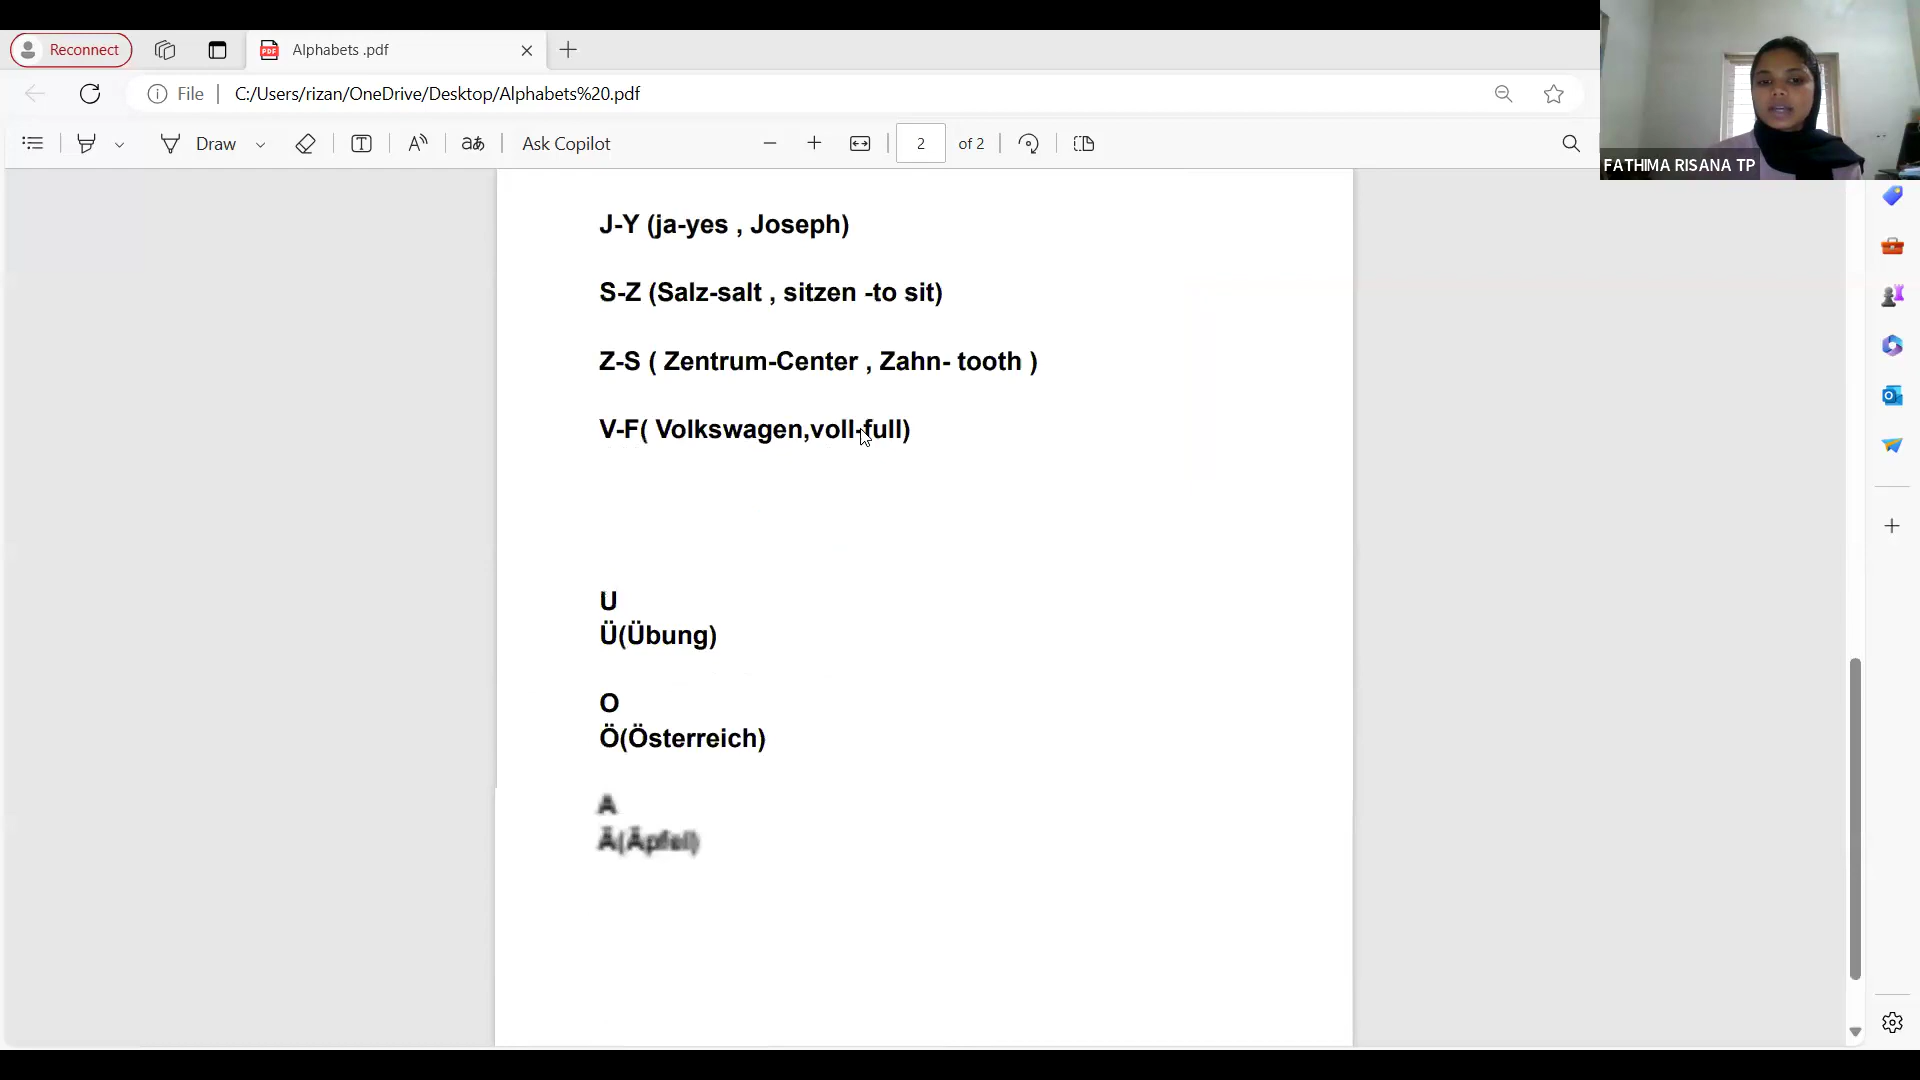 Reconnect
Alphabets .pdf
File
C:/Users/rizan/OneDrive/Desktop/Alphabets%20.pdf
Draw
Ask Copilot
2 of 2
FATHIMA RISANA TP
J-Y (ja-yes , Joseph)
S-Z (Salz-salt , sitzen -to sit)
Z-S ( Zentrum-Center , Zahn- tooth )
V-F( Volkswagen,voll-full)
U
Ü(Übung)
O
Ö(Österreich)
A
Ä(Äpfel)